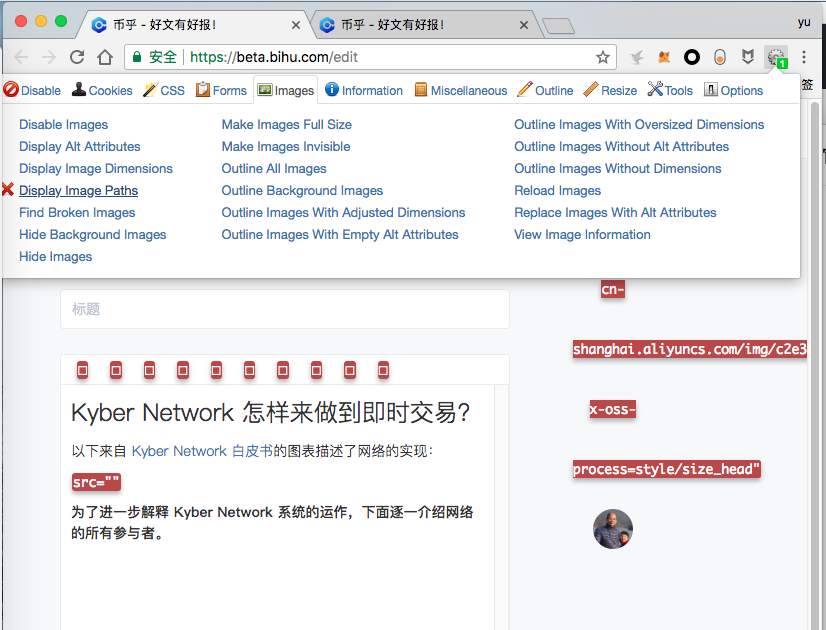 币乎 - 好文有好报!
币乎 - 好文有好报!
yu
安全 https://beta.bihu.com/edit
1
Disable Cookies CSS Forms Images Information Miscellaneous Outline Resize Tools Options
签
Disable Images Make Images Full Size Outline Images With Oversized Dimensions
Display Alt Attributes Make Images Invisible Outline Images Without Alt Attributes
Display Image Dimensions Outline All Images Outline Images Without Dimensions
Display Image Paths Outline Background Images Reload Images
Find Broken Images Outline Images With Adjusted Dimensions Replace Images With Alt Attributes
Hide Background Images Outline Images With Empty Alt Attributes View Image Information
Hide Images
cn-
标题
shanghai.aliyuncs.com/img/c2e3
x-oss-
process=style/size_head"
Kyber Network 怎样来做到即时交易?
以下来自 Kyber Network 白皮书的图表描述了网络的实现:
src=""
为了进一步解释 Kyber Network 系统的运作，下面逐一介绍网络
的所有参与者。